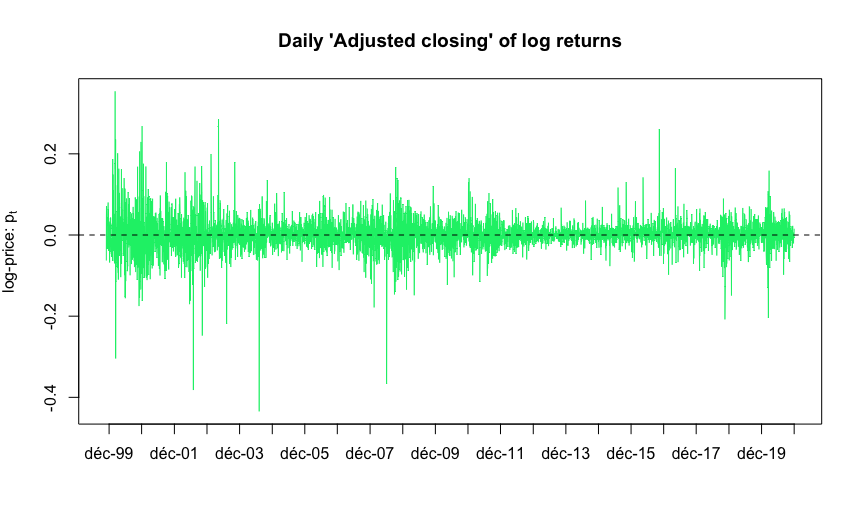 Daily 'Adjusted closing' of log returns
log-price: pt
0.2
0.0
-0.2
-0.4
déc-99 déc-01 déc-03 déc-05 déc-07 déc-09 déc-11 déc-13 déc-15 déc-17 déc-19